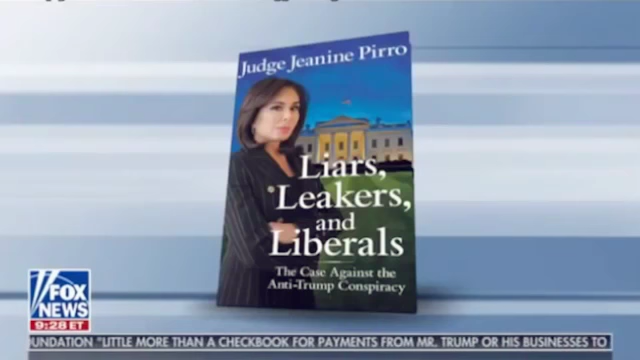 Judge Jeanine Pirro
Liars,
Leakers,
and
Liberals
The Case Against the
Anti-Trump Conspiracy
FOX
NEWS
9:28 ET
UNDATION "LITTLE MORE THAN A CHECKBOOK FOR PAYMENTS FROM MR. TRUMP OR HIS BUSINESSES TO